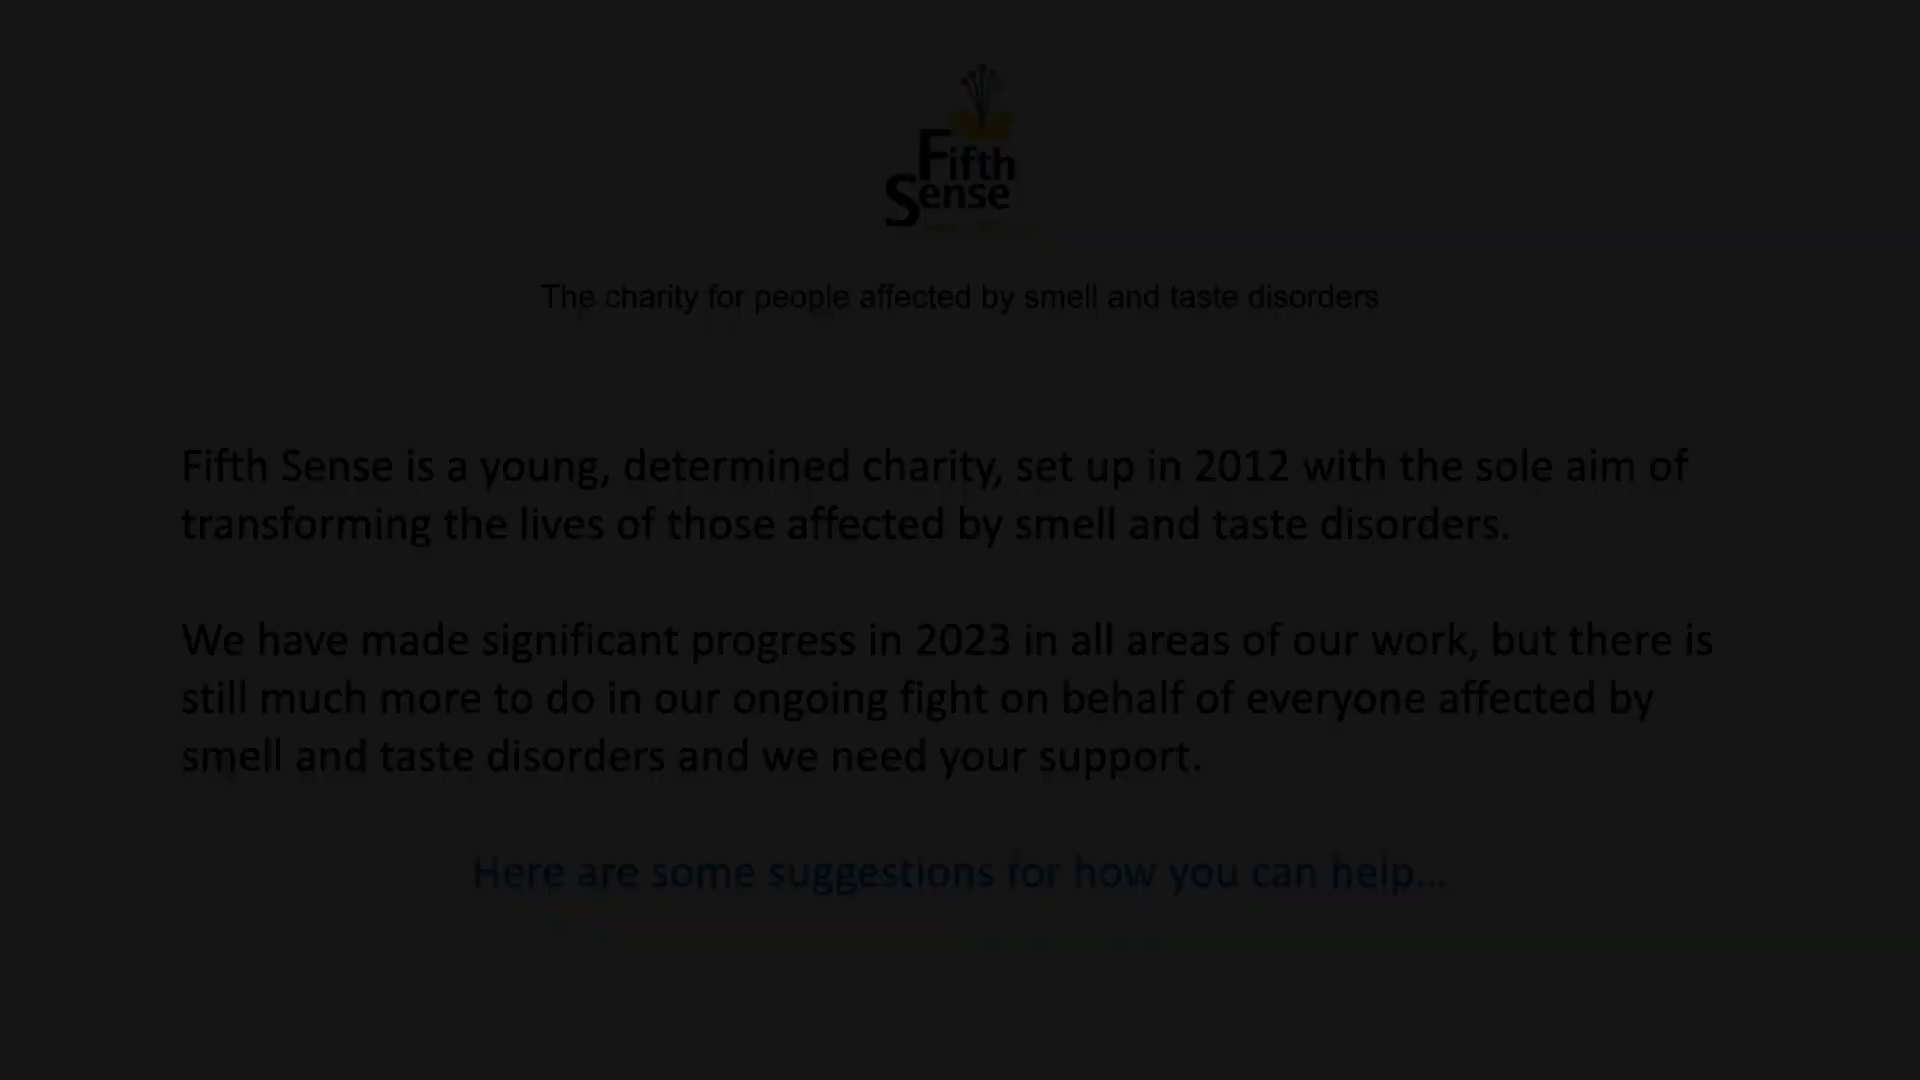 Fifth
Sense
The charity for people affected by smell and taste disorders
Fifth Sense is a young, determined charity, set up in 2012 with the sole aim of
transforming the lives of those affected by smell and taste disorders.
We have made significant progress in 2023 in all areas of our work, but there is
still much more to do in our ongoing fight on behalf of everyone affected by
smell and taste disorders and we need your support.
Here are some suggestions for how you can help...